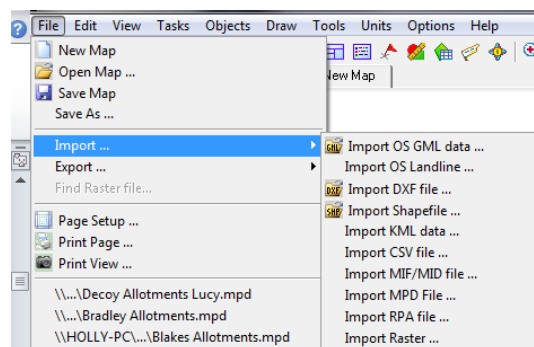 File Edit View Tasks Objects Draw Tools Units Options Help
New Map
Open Map ...
Save Map
Save As ...
Import ...
Export ...
Find Raster file...
Page Setup ...
Print Page ...
Print View ...
\\...\Decoy Allotments Lucy.mpd
\\...\Bradley Allotments.mpd
\\HOLLY-PC\...\Blakes Allotments.mpd
New Map
GML Import OS GML data ...
Import OS Landline ...
DXF Import DXF file ...
SHP Import Shapefile ...
Import KML data ...
Import CSV file ...
Import MIF/MID file ...
Import MPD File ...
Import RPA file ...
Import Raster ...